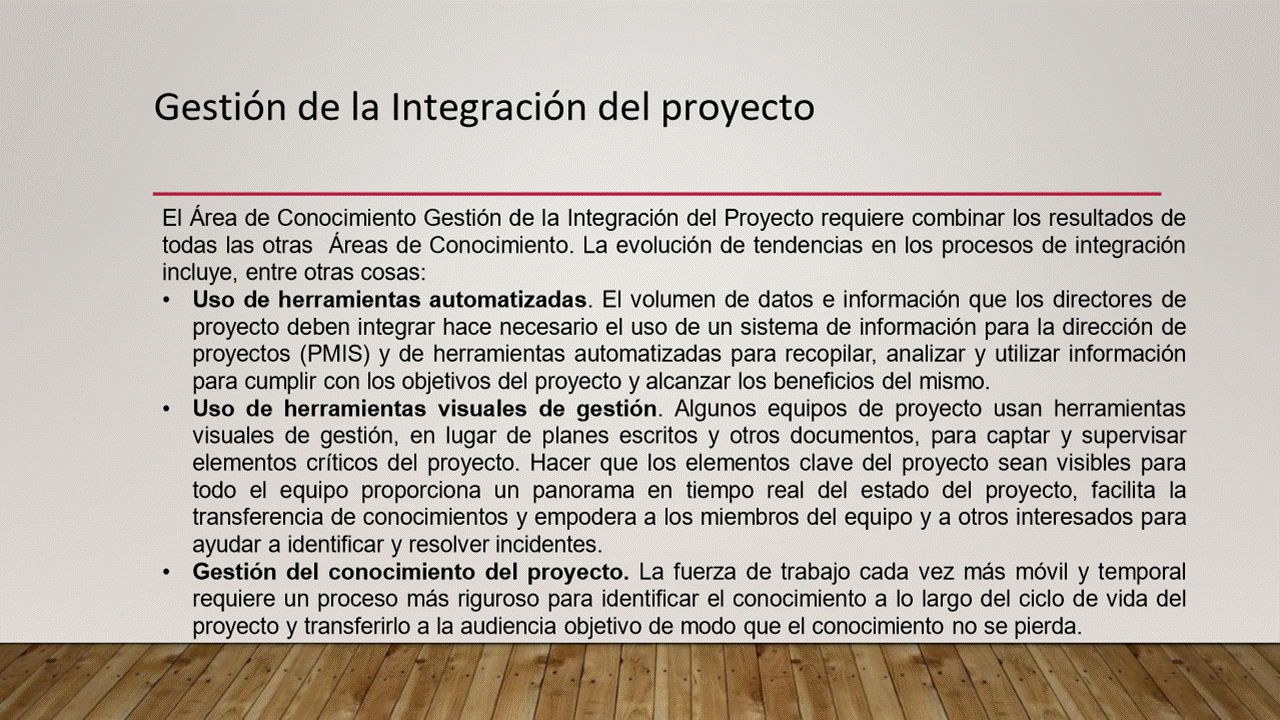 Gestión de la Integración del proyecto
El Área de Conocimiento Gestión de la Integración del Proyecto requiere combinar los resultados de
todas las otras Áreas de Conocimiento. La evolución de tendencias en los procesos de integración
incluye, entre otras cosas:
• Uso de herramientas automatizadas. El volumen de datos e información que los directores de
proyecto deben integrar hace necesario el uso de un sistema de información para la dirección de
proyectos (PMIS) y de herramientas automatizadas para recopilar, analizar y utilizar información
para cumplir con los objetivos del proyecto y alcanzar los beneficios del mismo.
• Uso de herramientas visuales de gestión. Algunos equipos de proyecto usan herramientas
visuales de gestión, en lugar de planes escritos y otros documentos, para captar y supervisar
elementos críticos del proyecto. Hacer que los elementos clave del proyecto sean visibles para
todo el equipo proporciona un panorama en tiempo real del estado del proyecto, facilita la
transferencia de conocimientos y empodera a los miembros del equipo y a otros interesados para
ayudar a identificar y resolver incidentes.
• Gestión del conocimiento del proyecto. La fuerza de trabajo cada vez más móvil y temporal
requiere un proceso más riguroso para identificar el conocimiento a lo largo del ciclo de vida del
proyecto y transferirlo a la audiencia objetivo de modo que el conocimiento no se pierda.